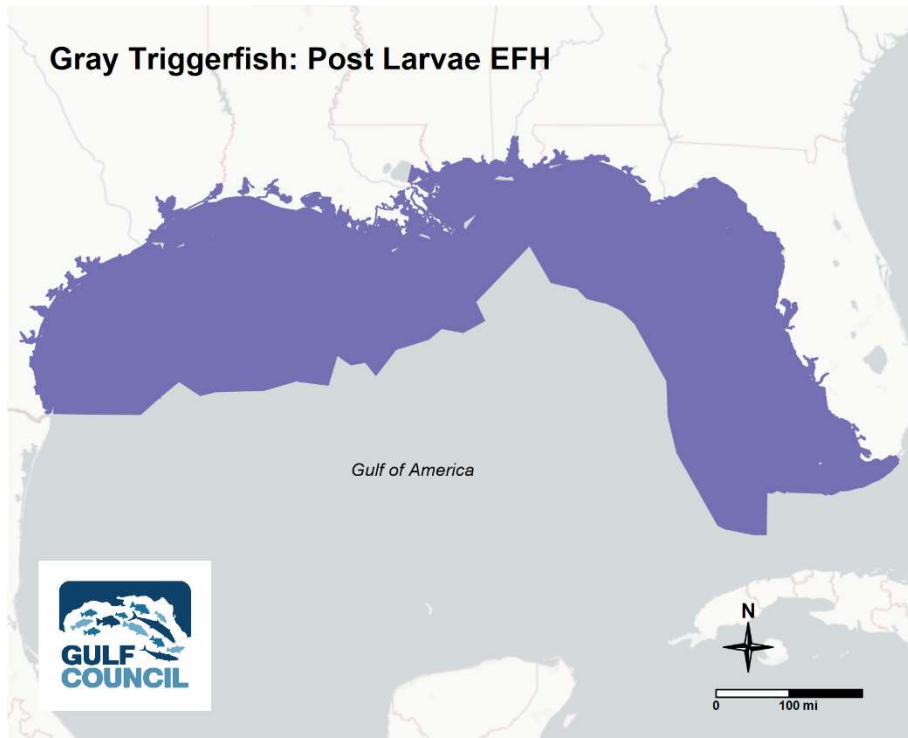 Gray Triggerfish: Post Larvae EFH
Gulf of America
GULF
COUNCIL
N
0 100 mi